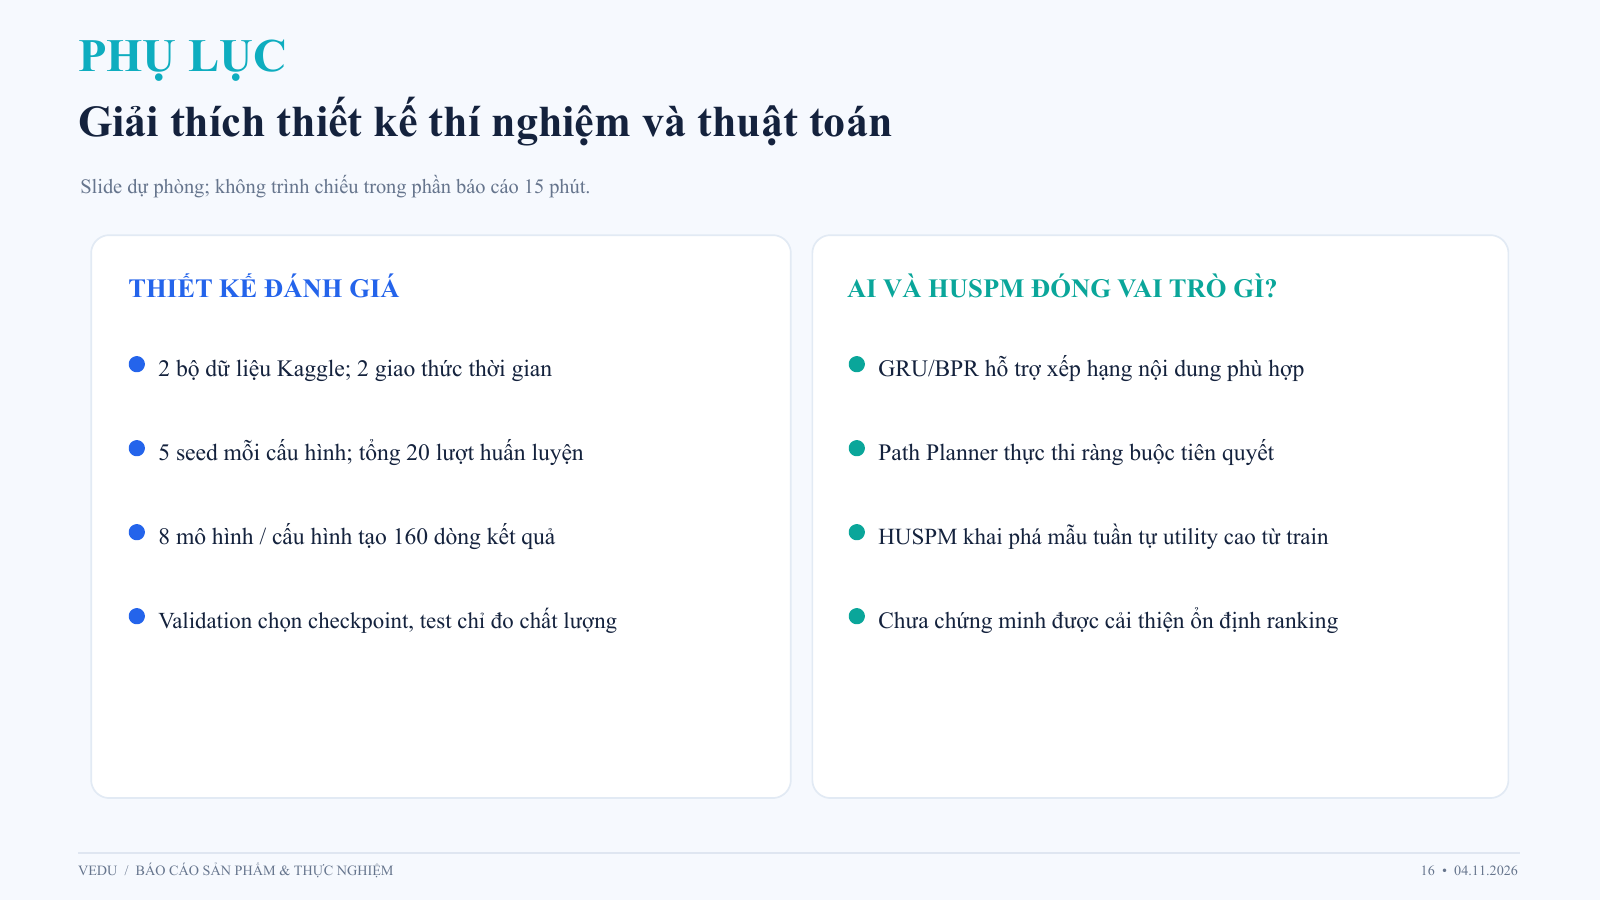 PHỤ LỤC
Giải thích thiết kế thí nghiệm và thuật toán
Slide dự phòng; không trình chiếu trong phần báo cáo 15 phút.
THIẾT KẾ ĐÁNH GIÁ
2 bộ dữ liệu Kaggle; 2 giao thức thời gian
5 seed mỗi cấu hình; tổng 20 lượt huấn luyện
8 mô hình / cấu hình tạo 160 dòng kết quả
Validation chọn checkpoint, test chỉ đo chất lượng
AI VÀ HUSPM ĐÓNG VAI TRÒ GÌ?
GRU/BPR hỗ trợ xếp hạng nội dung phù hợp
Path Planner thực thi ràng buộc tiên quyết
HUSPM khai phá mẫu tuần tự utility cao từ train
Chưa chứng minh được cải thiện ổn định ranking
VEDU / BÁO CÁO SẢN PHẨM & THỰC NGHIỆM
16 • 04.11.2026